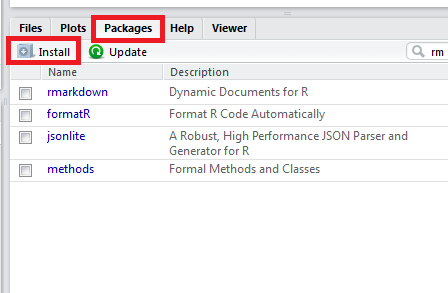 Files Plots Packages Help Viewer
Install Update rm
Name Description
rmarkdown Dynamic Documents for R
formatR Format R Code Automatically
jsonlite A Robust, High Performance JSON Parser and
Generator for R
methods Formal Methods and Classes